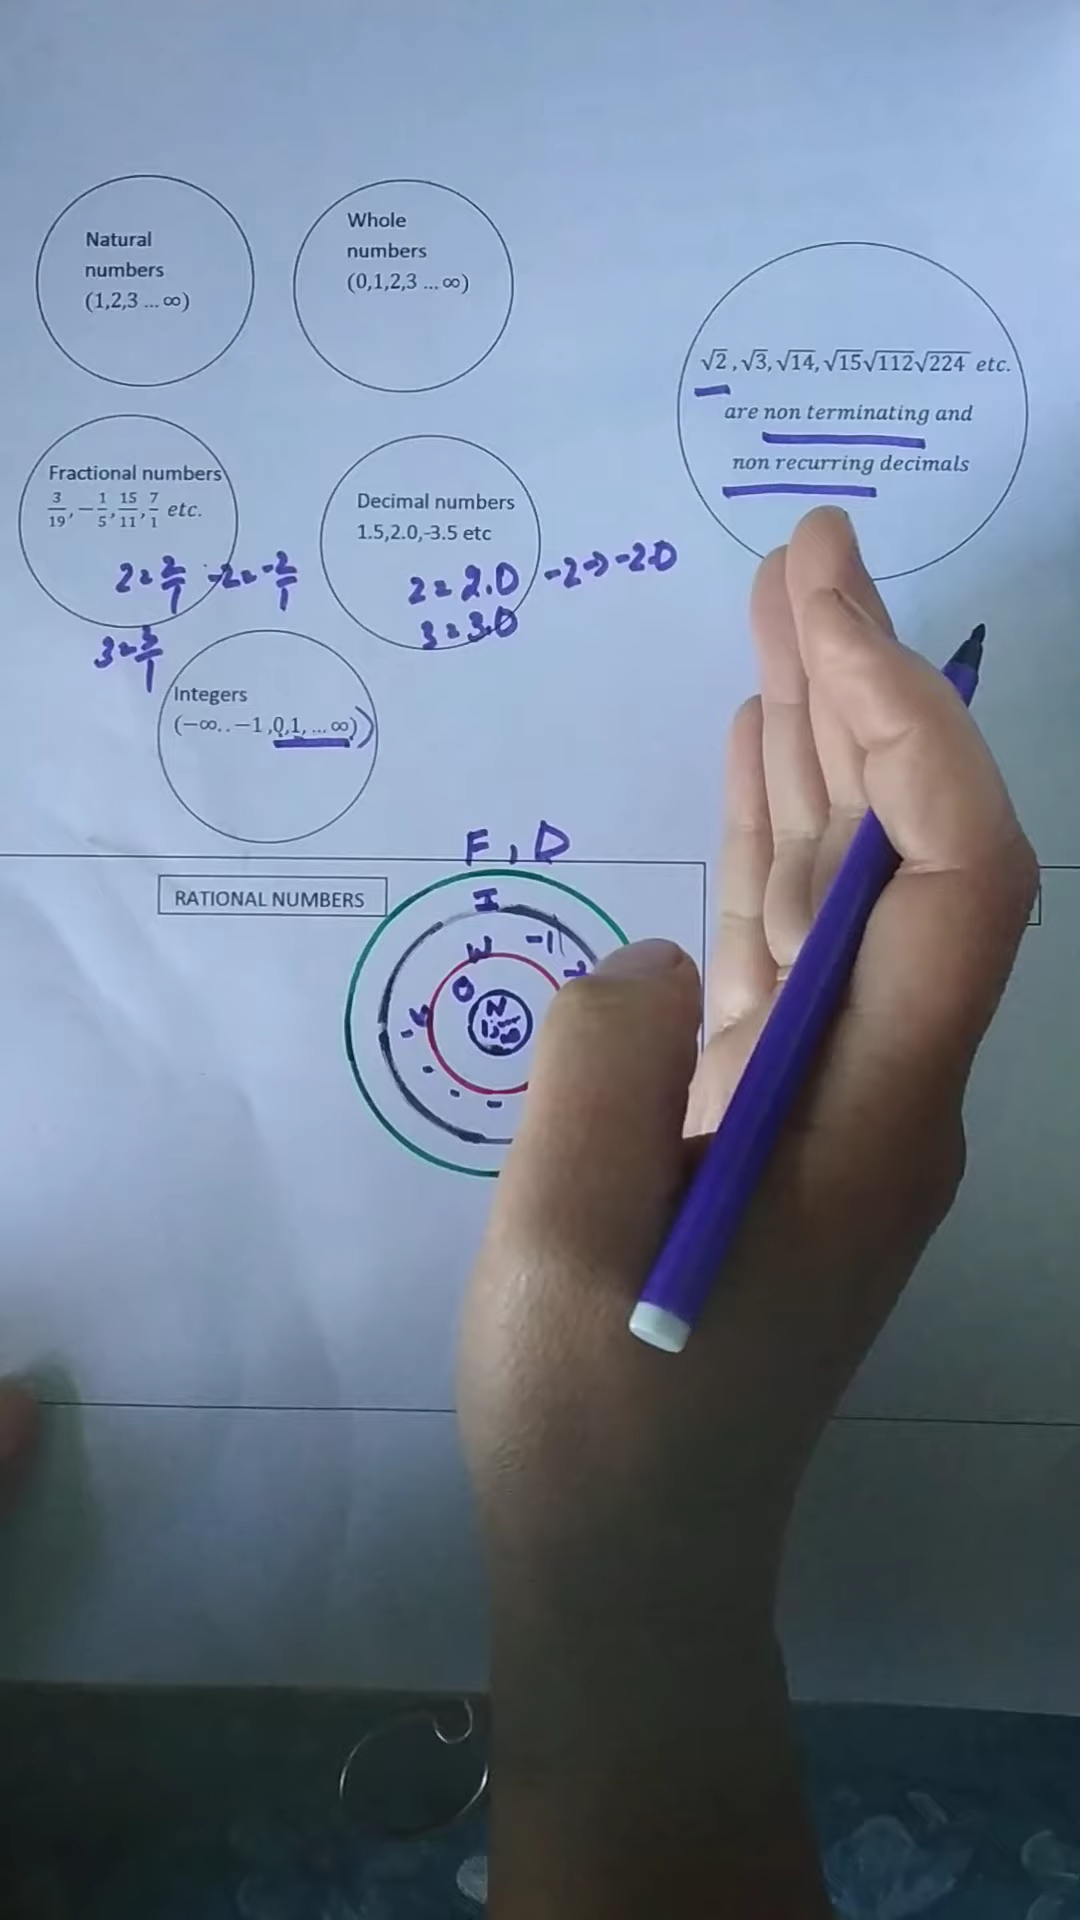 Natural
numbers
(1,2,3 … ∞)
Whole
numbers
(0,1,2,3 … ∞)
√2 , √3, √14, √15√112√224 etc.
are non terminating and
non recurring decimals
Fractional numbers
3/19, −1/5, 15/11, 7/1 etc.
2 = 2/1 -2 = -2/1
3 = 3/1
Decimal numbers
1.5,2.0,-3.5 etc
2 = 2.0 -2 → -2.0
3 = 3.0
Integers
(−∞. . −1 ,0,1, … ∞)
F, D
RATIONAL NUMBERS
I
W -1
0
N